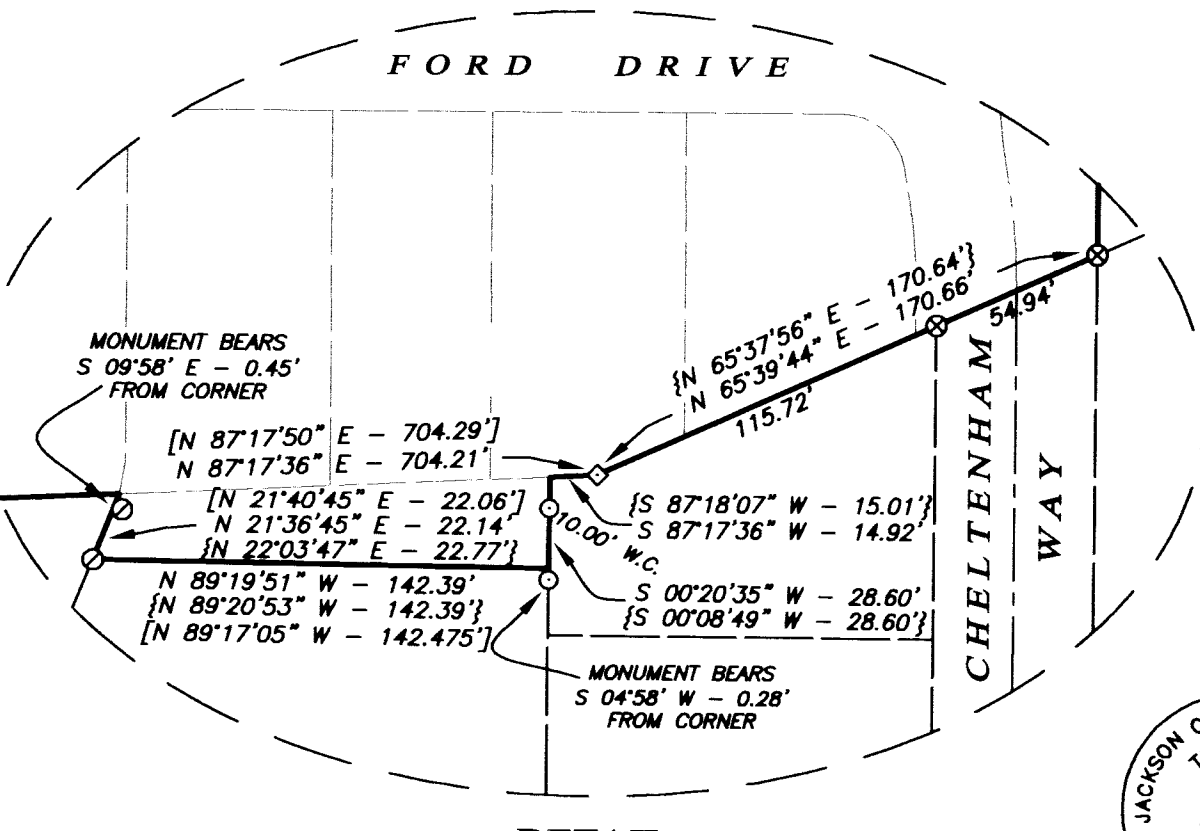 FORD DRIVE
{N 65°37'56" E - 170.64'}
N 65°39'44" E - 170.66'
54.94'
115.72'
MONUMENT BEARS
S 09°58' E - 0.45'
FROM CORNER
[N 87°17'50" E - 704.29']
N 87°17'36" E - 704.21'
[N 21°40'45" E - 22.06']
N 21°36'45" E - 22.14'
{N 22°03'47" E - 22.77'}
{S 87°18'07" W - 15.01'}
S 87°17'36" W - 14.92'
10.00' W.C.
N 89°19'51" W - 142.39'
{N 89°20'53" W - 142.39'}
[N 89°17'05" W - 142.475']
S 00°20'35" W - 28.60'
{S 00°08'49" W - 28.60'}
MONUMENT BEARS
S 04°58' W - 0.28'
FROM CORNER
CHELTENHAM
WAY
JACKSON